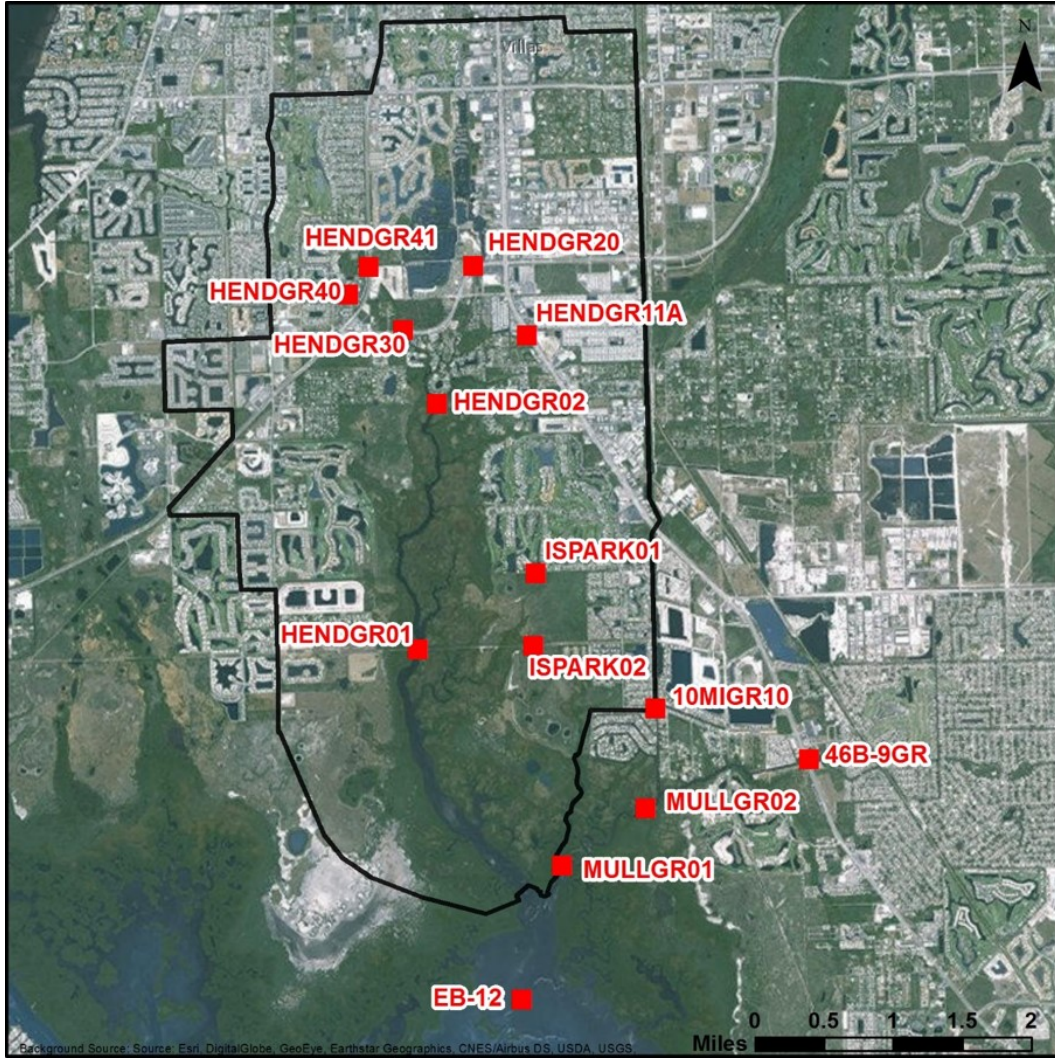 Villas
N
HENDGR41
HENDGR20
HENDGR40
HENDGR11A
HENDGR30
HENDGR02
ISPARK01
HENDGR01
ISPARK02
10MIGR10
46B-9GR
MULLGR02
MULLGR01
EB-12
0 0.5 1 1.5 2
Miles
Background Source: Source: Esri, DigitalGlobe, GeoEye, Earthstar Geographics, CNES/Airbus DS, USDA, USGS,